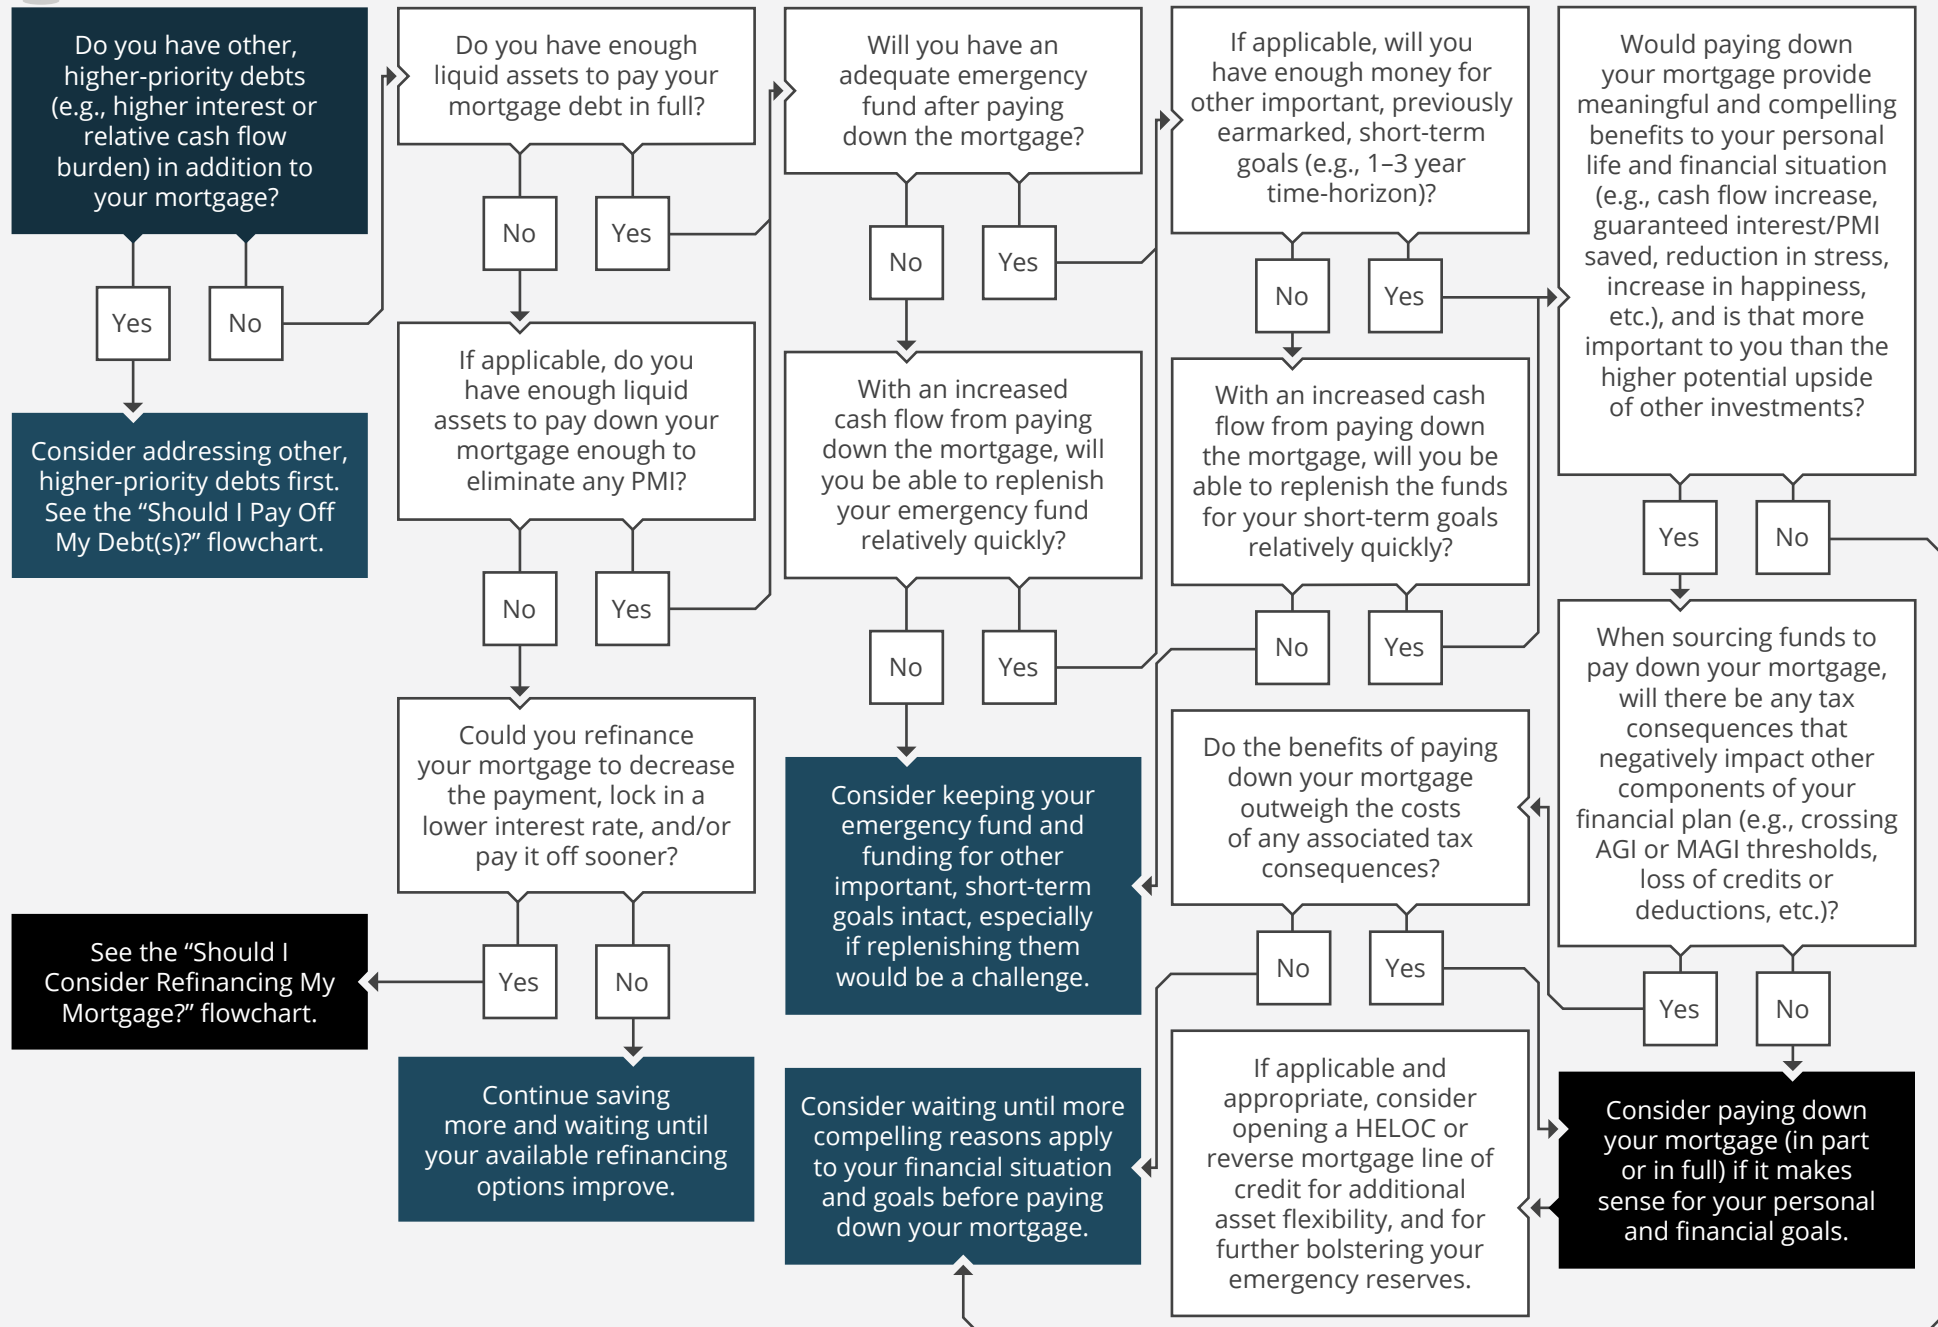 Do you have other,
higher-priority debts
(e.g., higher interest or
relative cash flow
burden) in addition to
your mortgage?
Yes
No
Consider addressing other,
higher-priority debts first.
See the “Should I Pay Off
My Debt(s)?” flowchart.
Do you have enough
liquid assets to pay your
mortgage debt in full?
No
Yes
If applicable, do you
have enough liquid
assets to pay down your
mortgage enough to
eliminate any PMI?
No
Yes
Could you refinance
your mortgage to decrease
the payment, lock in a
lower interest rate, and/or
pay it off sooner?
Yes
No
See the “Should I
Consider Refinancing My
Mortgage?” flowchart.
Continue saving
more and waiting until
your available refinancing
options improve.
Will you have an
adequate emergency
fund after paying
down the mortgage?
No
Yes
With an increased
cash flow from paying
down the mortgage, will
you be able to replenish
your emergency fund
relatively quickly?
No
Yes
Consider keeping your
emergency fund and
funding for other
important, short-term
goals intact, especially
if replenishing them
would be a challenge.
Consider waiting until more
compelling reasons apply
to your financial situation
and goals before paying
down your mortgage.
If applicable, will you
have enough money for
other important, previously
earmarked, short-term
goals (e.g., 1–3 year
time-horizon)?
No
Yes
With an increased cash
flow from paying down
the mortgage, will you be
able to replenish the funds
for your short-term goals
relatively quickly?
No
Yes
Do the benefits of paying
down your mortgage
outweigh the costs
of any associated tax
consequences?
No
Yes
If applicable and
appropriate, consider
opening a HELOC or
reverse mortgage line of
credit for additional
asset flexibility, and for
further bolstering your
emergency reserves.
Would paying down
your mortgage provide
meaningful and compelling
benefits to your personal
life and financial situation
(e.g., cash flow increase,
guaranteed interest/PMI
saved, reduction in stress,
increase in happiness,
etc.), and is that more
important to you than the
higher potential upside
of other investments?
Yes
No
When sourcing funds to
pay down your mortgage,
will there be any tax
consequences that
negatively impact other
components of your
financial plan (e.g., crossing
AGI or MAGI thresholds,
loss of credits or
deductions, etc.)?
Yes
No
Consider paying down
your mortgage (in part
or in full) if it makes
sense for your personal
and financial goals.